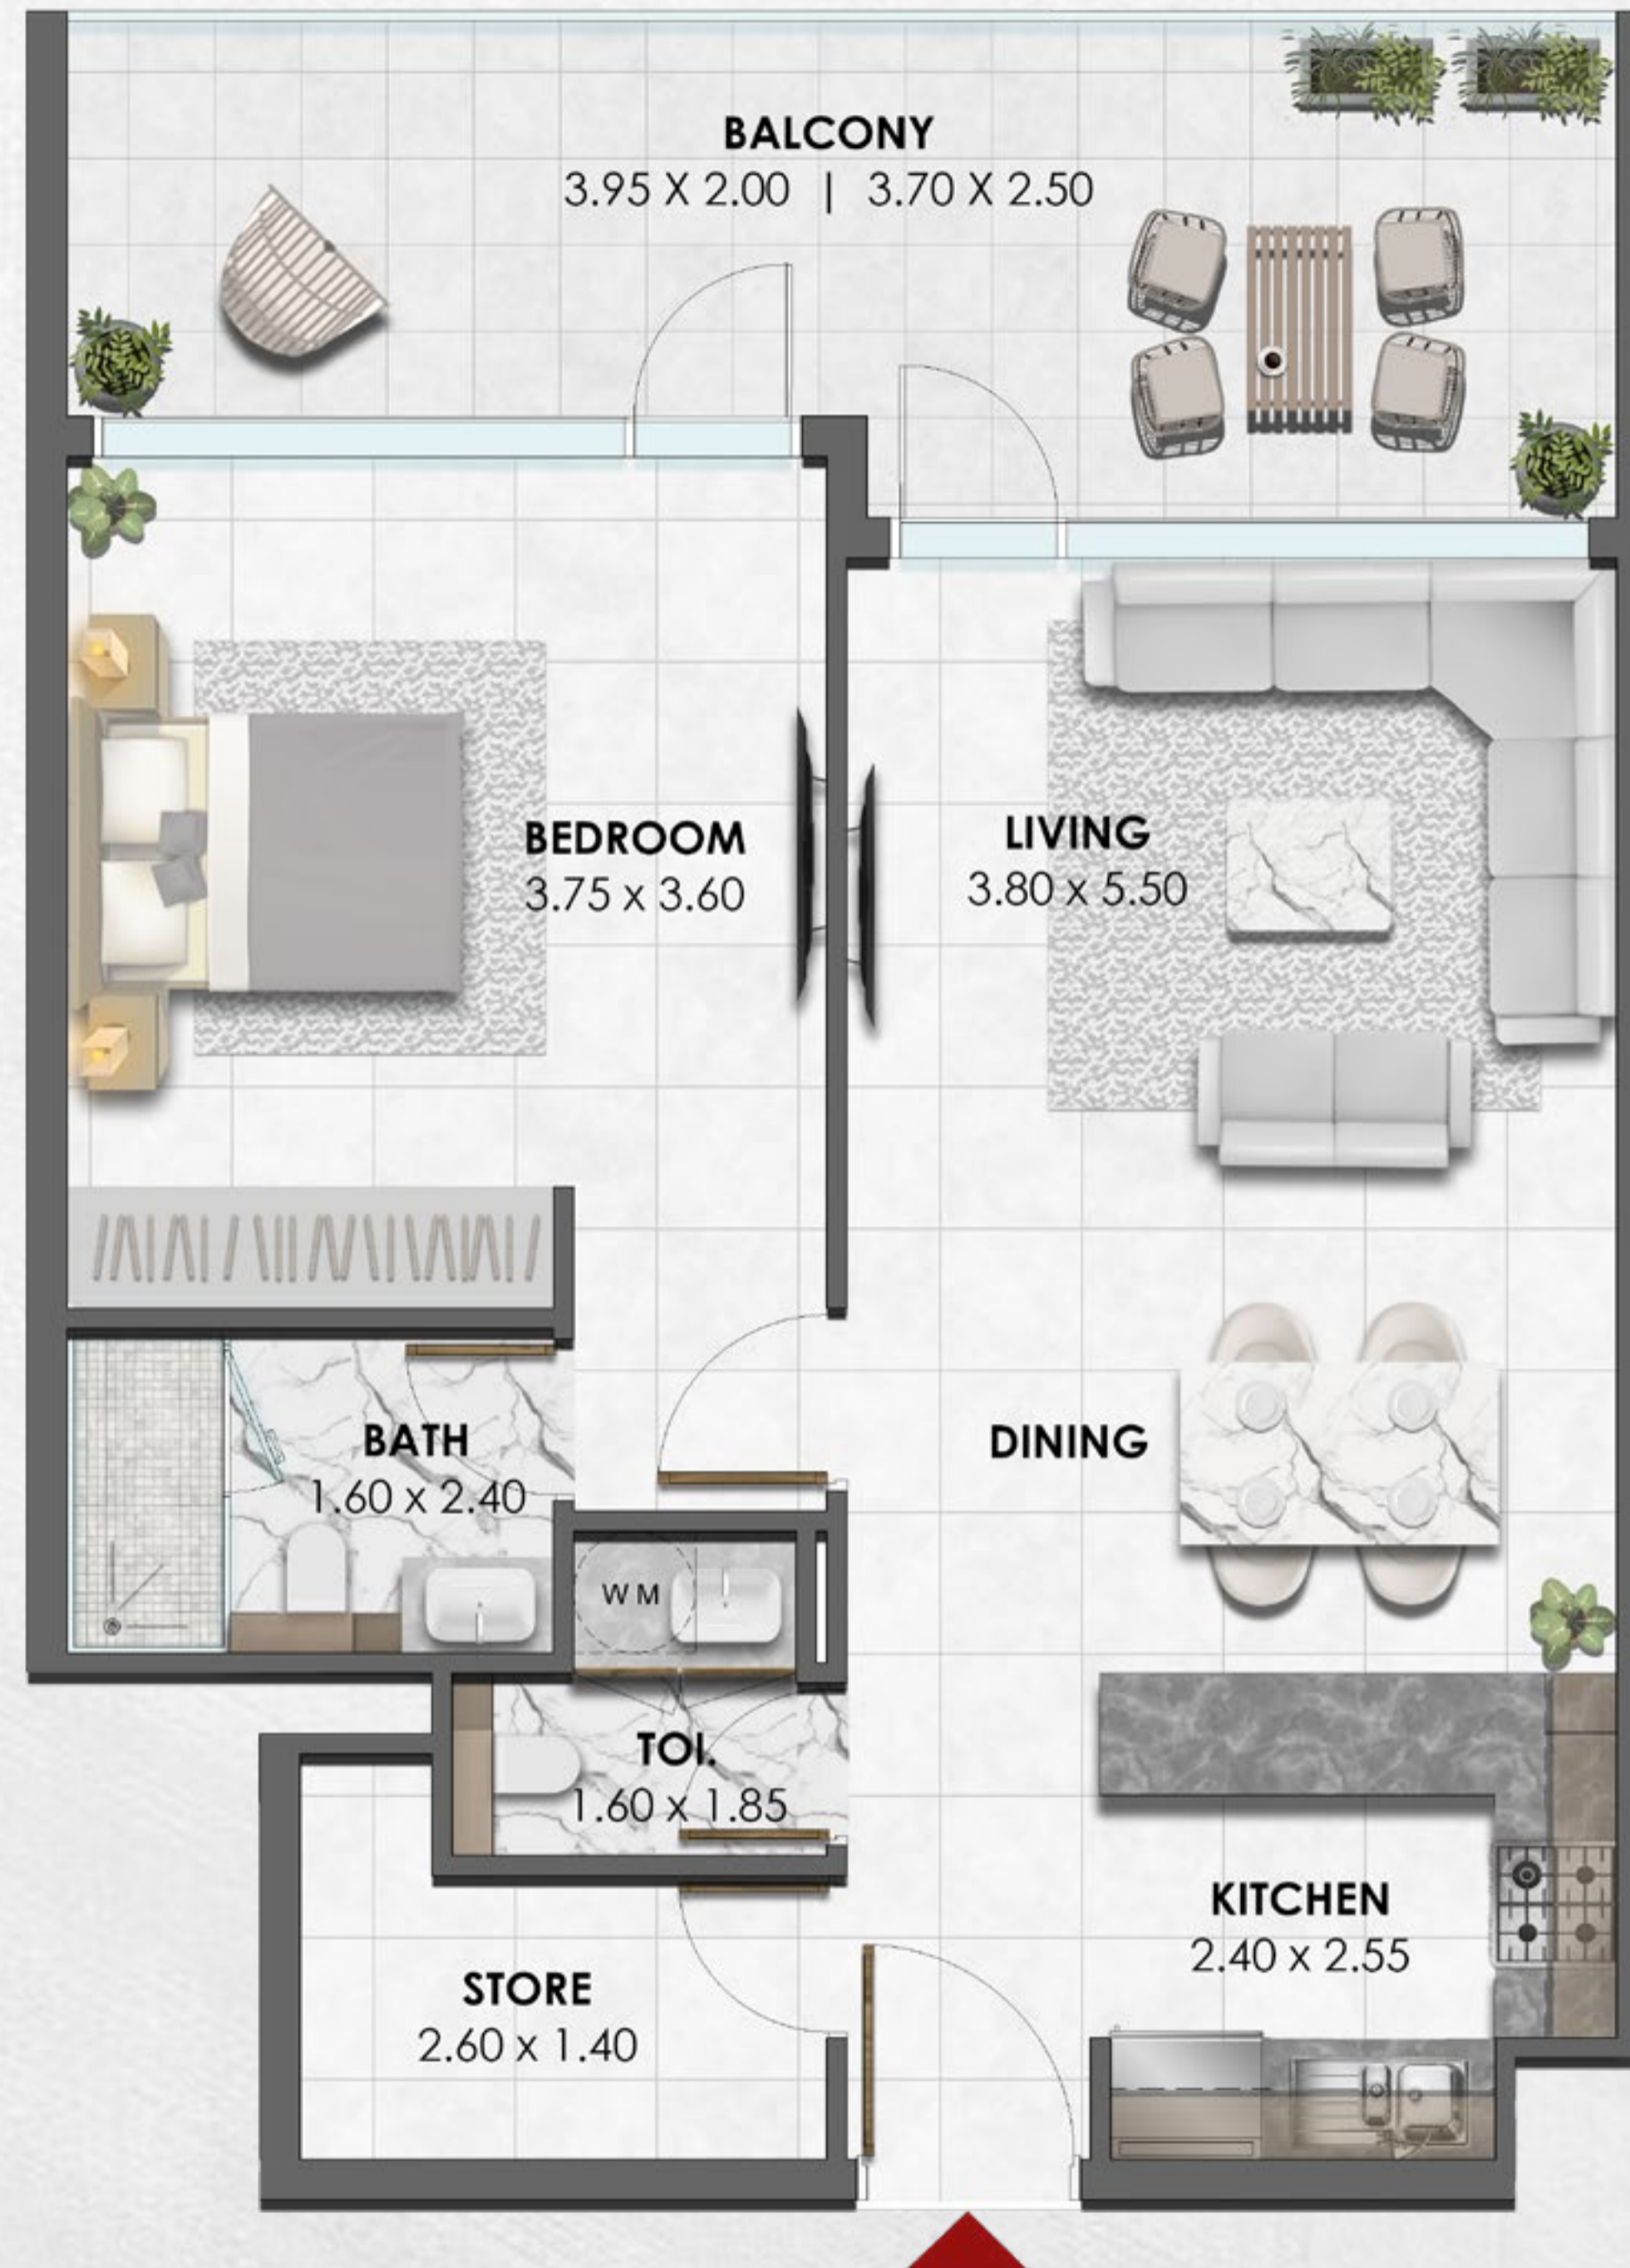 BALCONY
3.95 X 2.00 | 3.70 X 2.50
BEDROOM
3.75 x 3.60
LIVING
3.80 x 5.50
BATH
1.60 x 2.40
DINING
W M
TOI.
1.60 x 1.85
KITCHEN
2.40 x 2.55
STORE
2.60 x 1.40